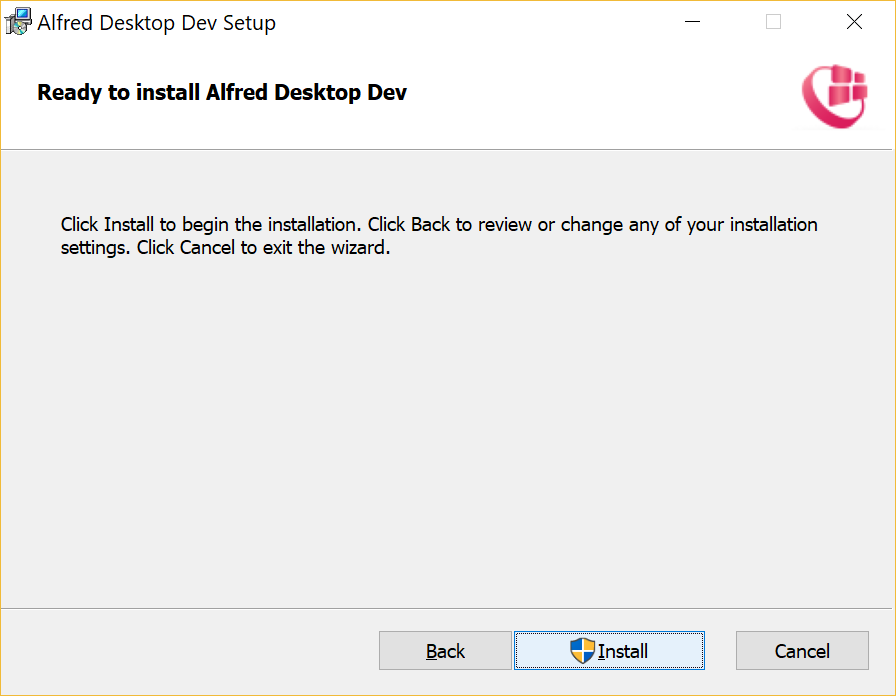 Alfred Desktop Dev Setup
Ready to install Alfred Desktop Dev
Click Install to begin the installation. Click Back to review or change any of your installation
settings. Click Cancel to exit the wizard.
Back
Install
Cancel